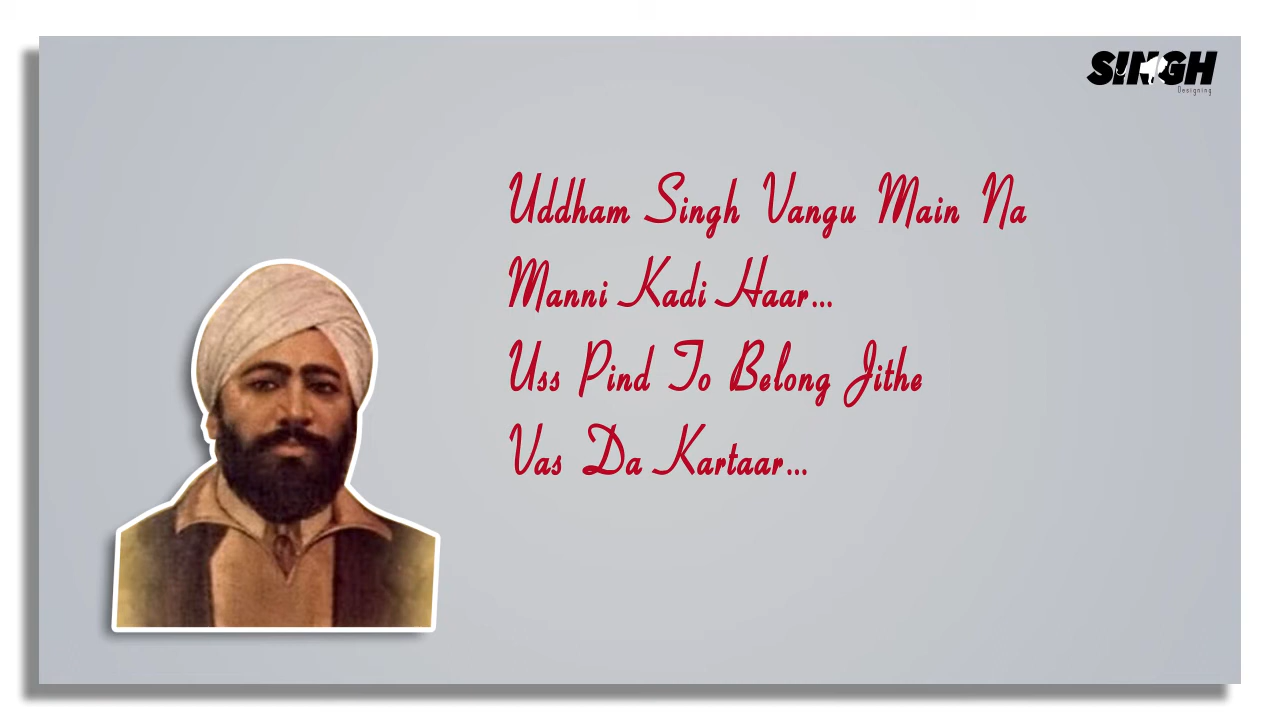 SINGH
Designing
Uddham Singh Vangu Main Na
Manni Kadi Haar...
Uss Pind To Belong Jithe
Vas Da Kartaar...